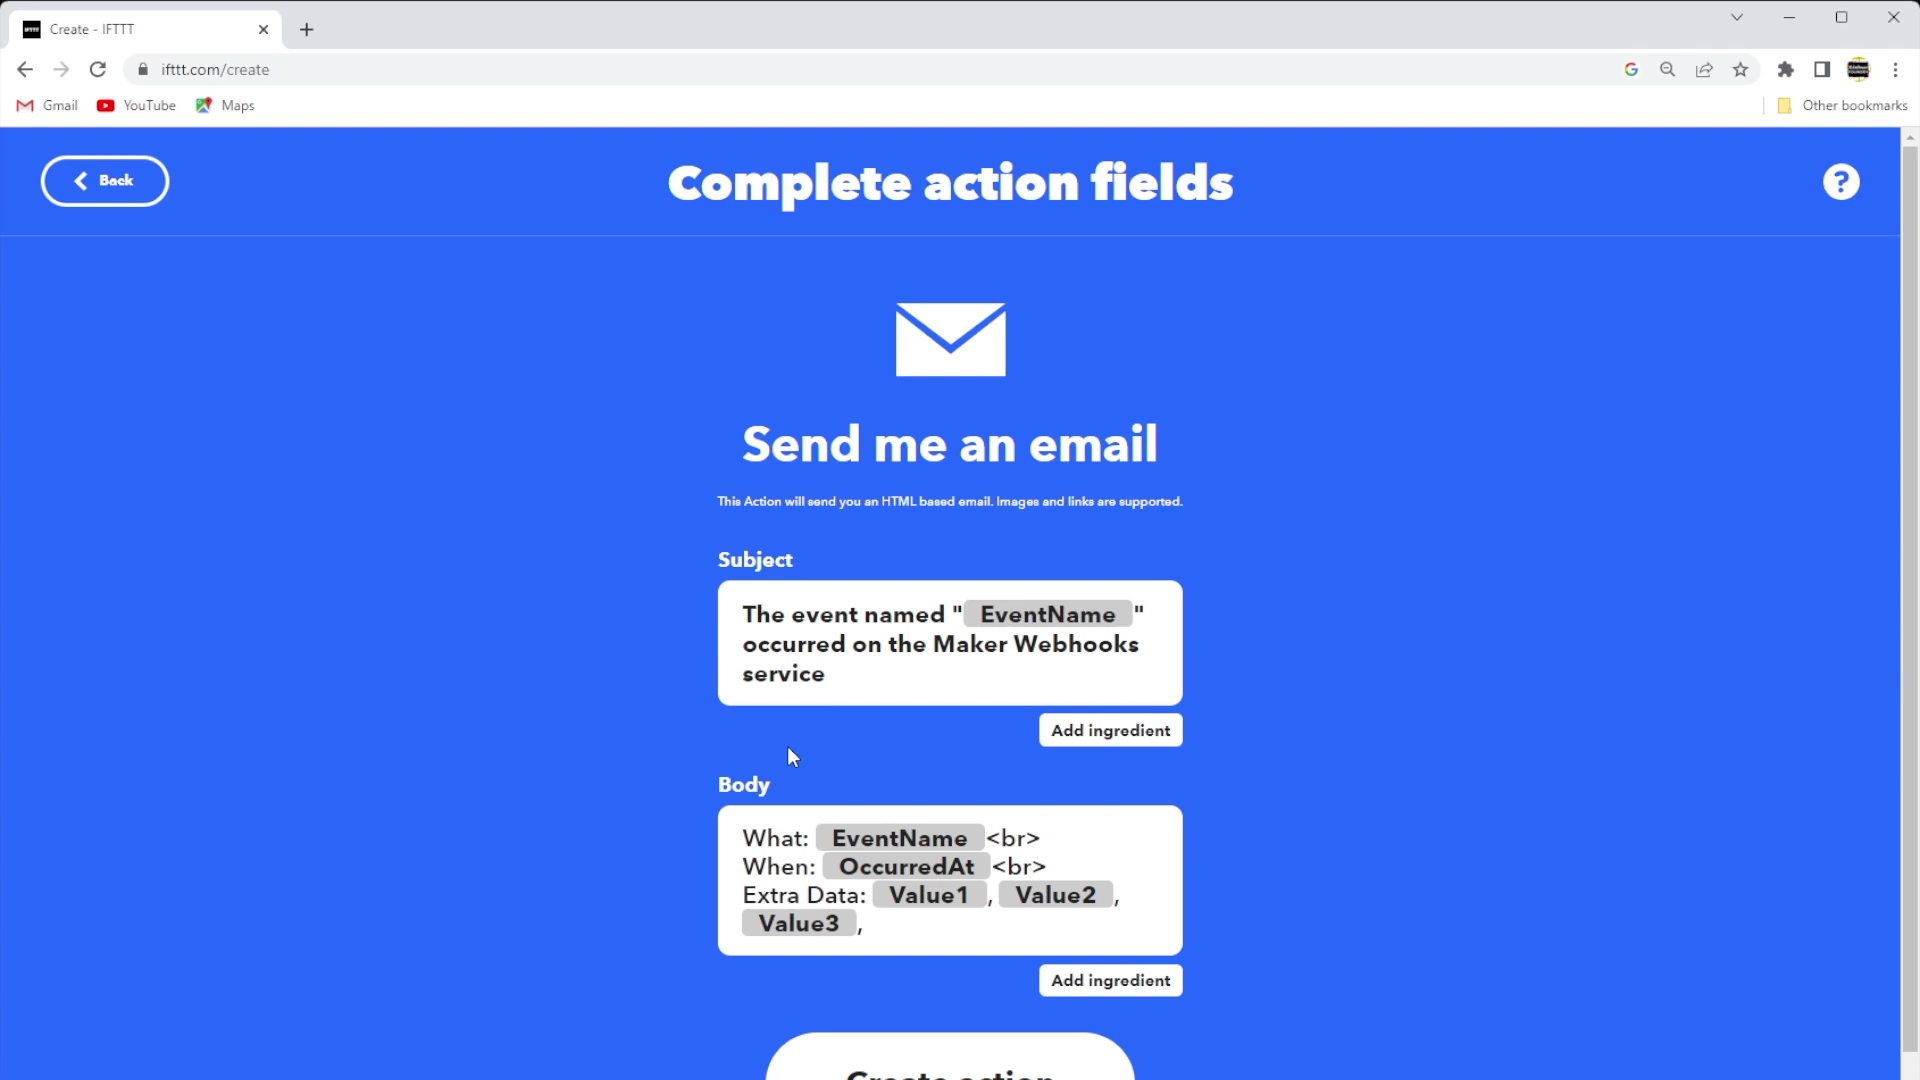 Create - IFTTT
ifttt.com/create
Gmail YouTube Maps Other bookmarks
Back
Complete action fields
?
Send me an email
This Action will send you an HTML based email. Images and links are supported.
Subject
The event named " EventName "
occurred on the Maker Webhooks
service
Add ingredient
Body
What: EventName <br>
When: OccurredAt <br>
Extra Data: Value1 , Value2 ,
Value3 ,
Add ingredient
Create action